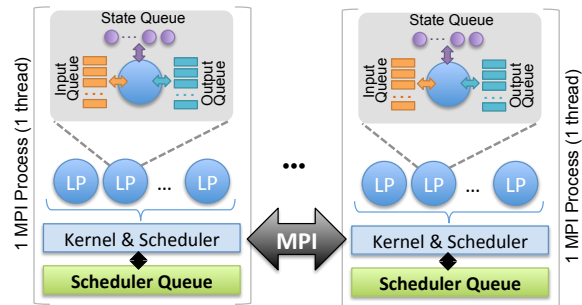 1 MPI Process (1 thread)
State Queue
Input
Queue
Output
Queue
LP
LP
...
LP
Kernel & Scheduler
Scheduler Queue
...
MPI
State Queue
Input
Queue
Output
Queue
LP
LP
...
LP
Kernel & Scheduler
Scheduler Queue
1 MPI Process (1 thread)